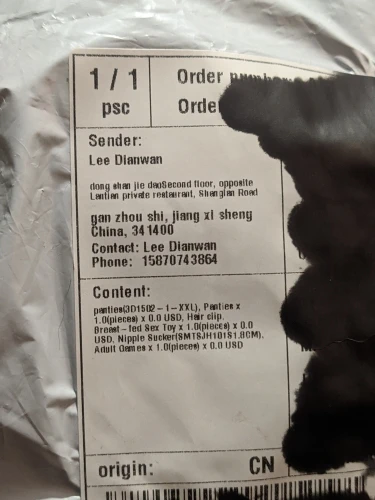 1 / 1
psc
Order number
Orde
Sender:
Lee Dianwan
dong shan jie daoSecond floor, opposite
Lantian private restaurant, Shanglan Road
gan zhou shi, jiang xi sheng
China, 341400
Contact: Lee Dianwan
Phone: 15870743864
Content:
panties(3D1502-1-XXL), Panties x
1.0(pieces) x 0.0 USD, Hair clip,
Breast-fed Sex Toy x 1.0(pieces) x 0.0
USD, Nipple Sucker(SMTSJH101S1.8CM),
Adult Games x 1.0(pieces) x 0.0 USD
origin:
CN